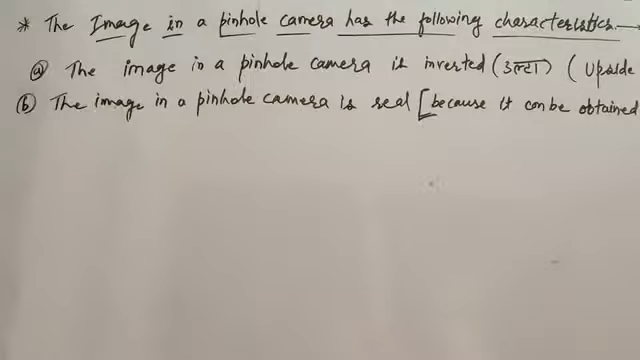 * The Image in a pinhole camera has the following characteristics. →
ⓐ The image in a pinhole camera is inverted (उल्टा) ( Upside
ⓑ The image in a pinhole camera is real [because it can be obtained